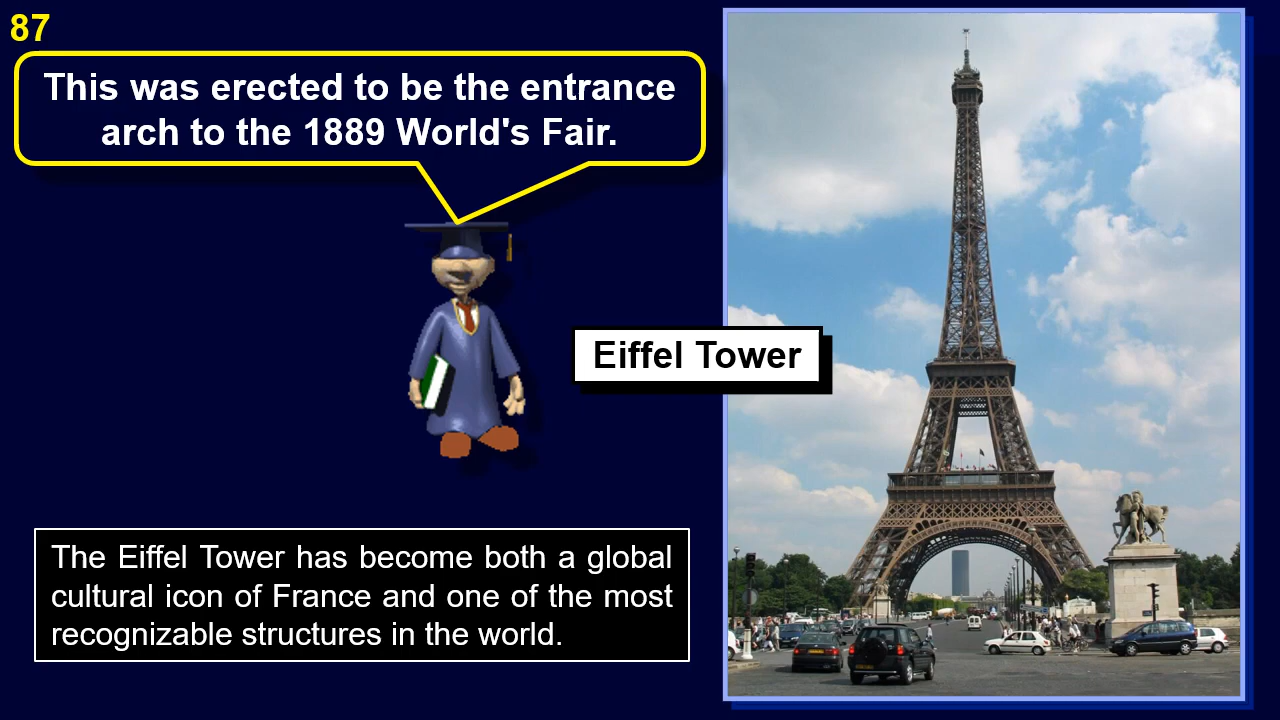 87
This was erected to be the entrance
arch to the 1889 World's Fair.
Eiffel Tower
The Eiffel Tower has become both a global
cultural icon of France and one of the most
recognizable structures in the world.